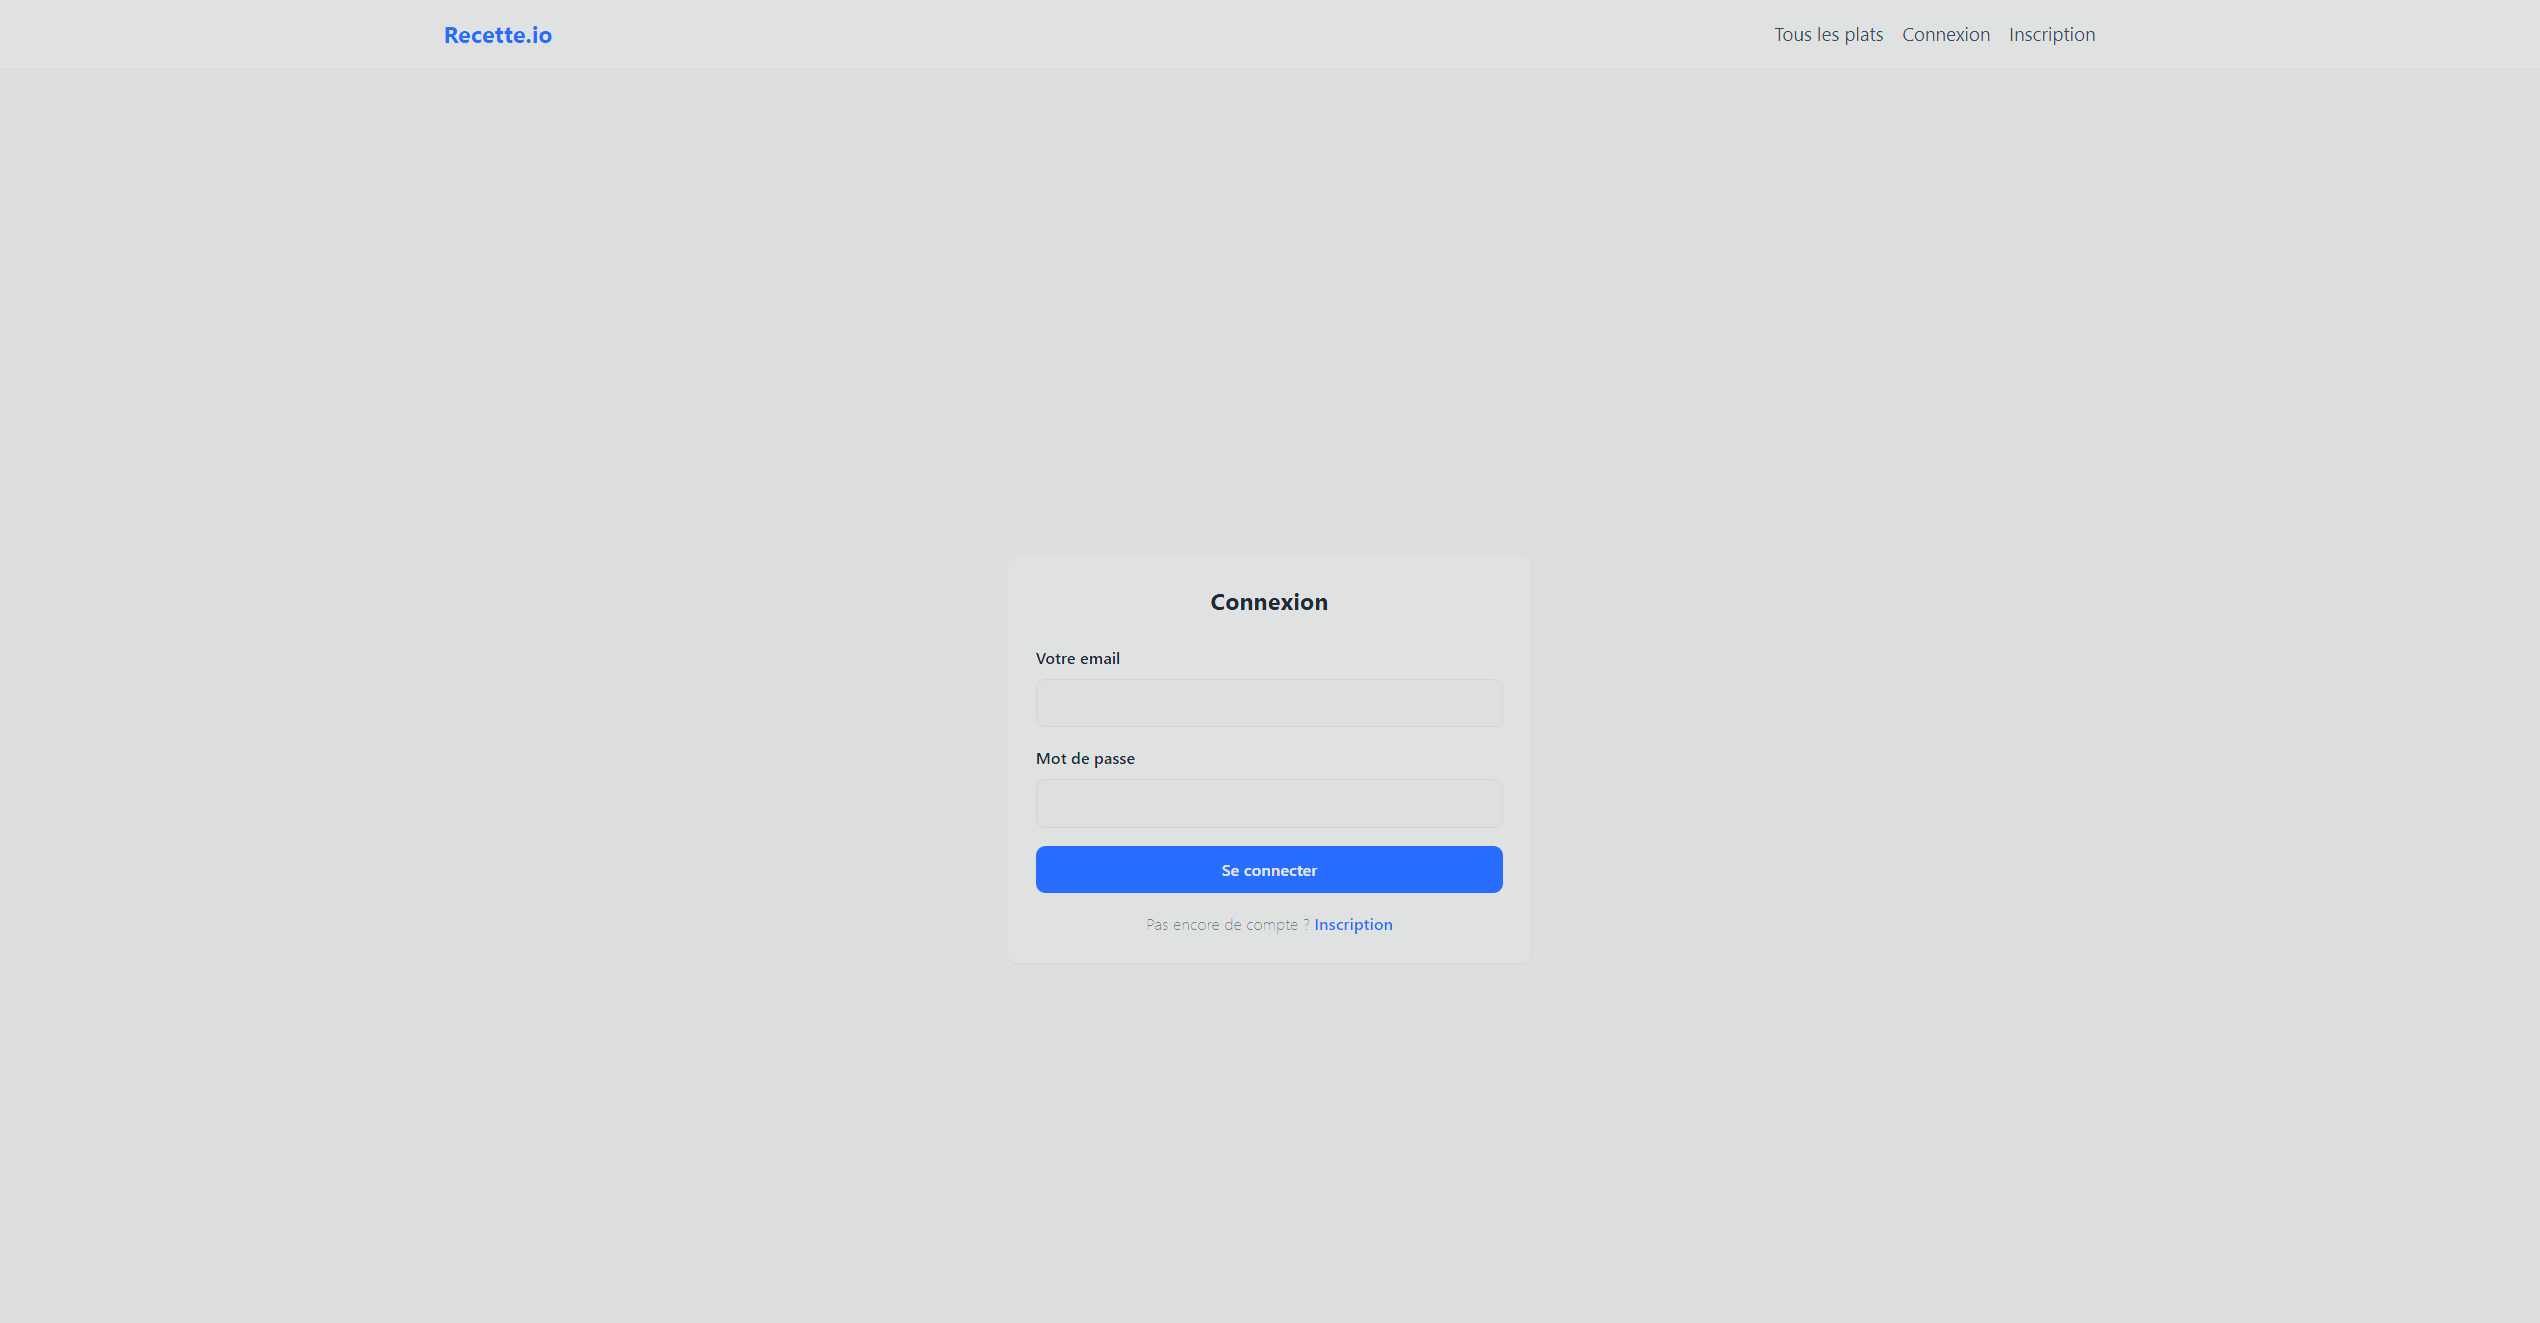 Recette.io
Tous les plats Connexion Inscription
Connexion
Votre email
Mot de passe
Se connecter
Pas encore de compte ? Inscription